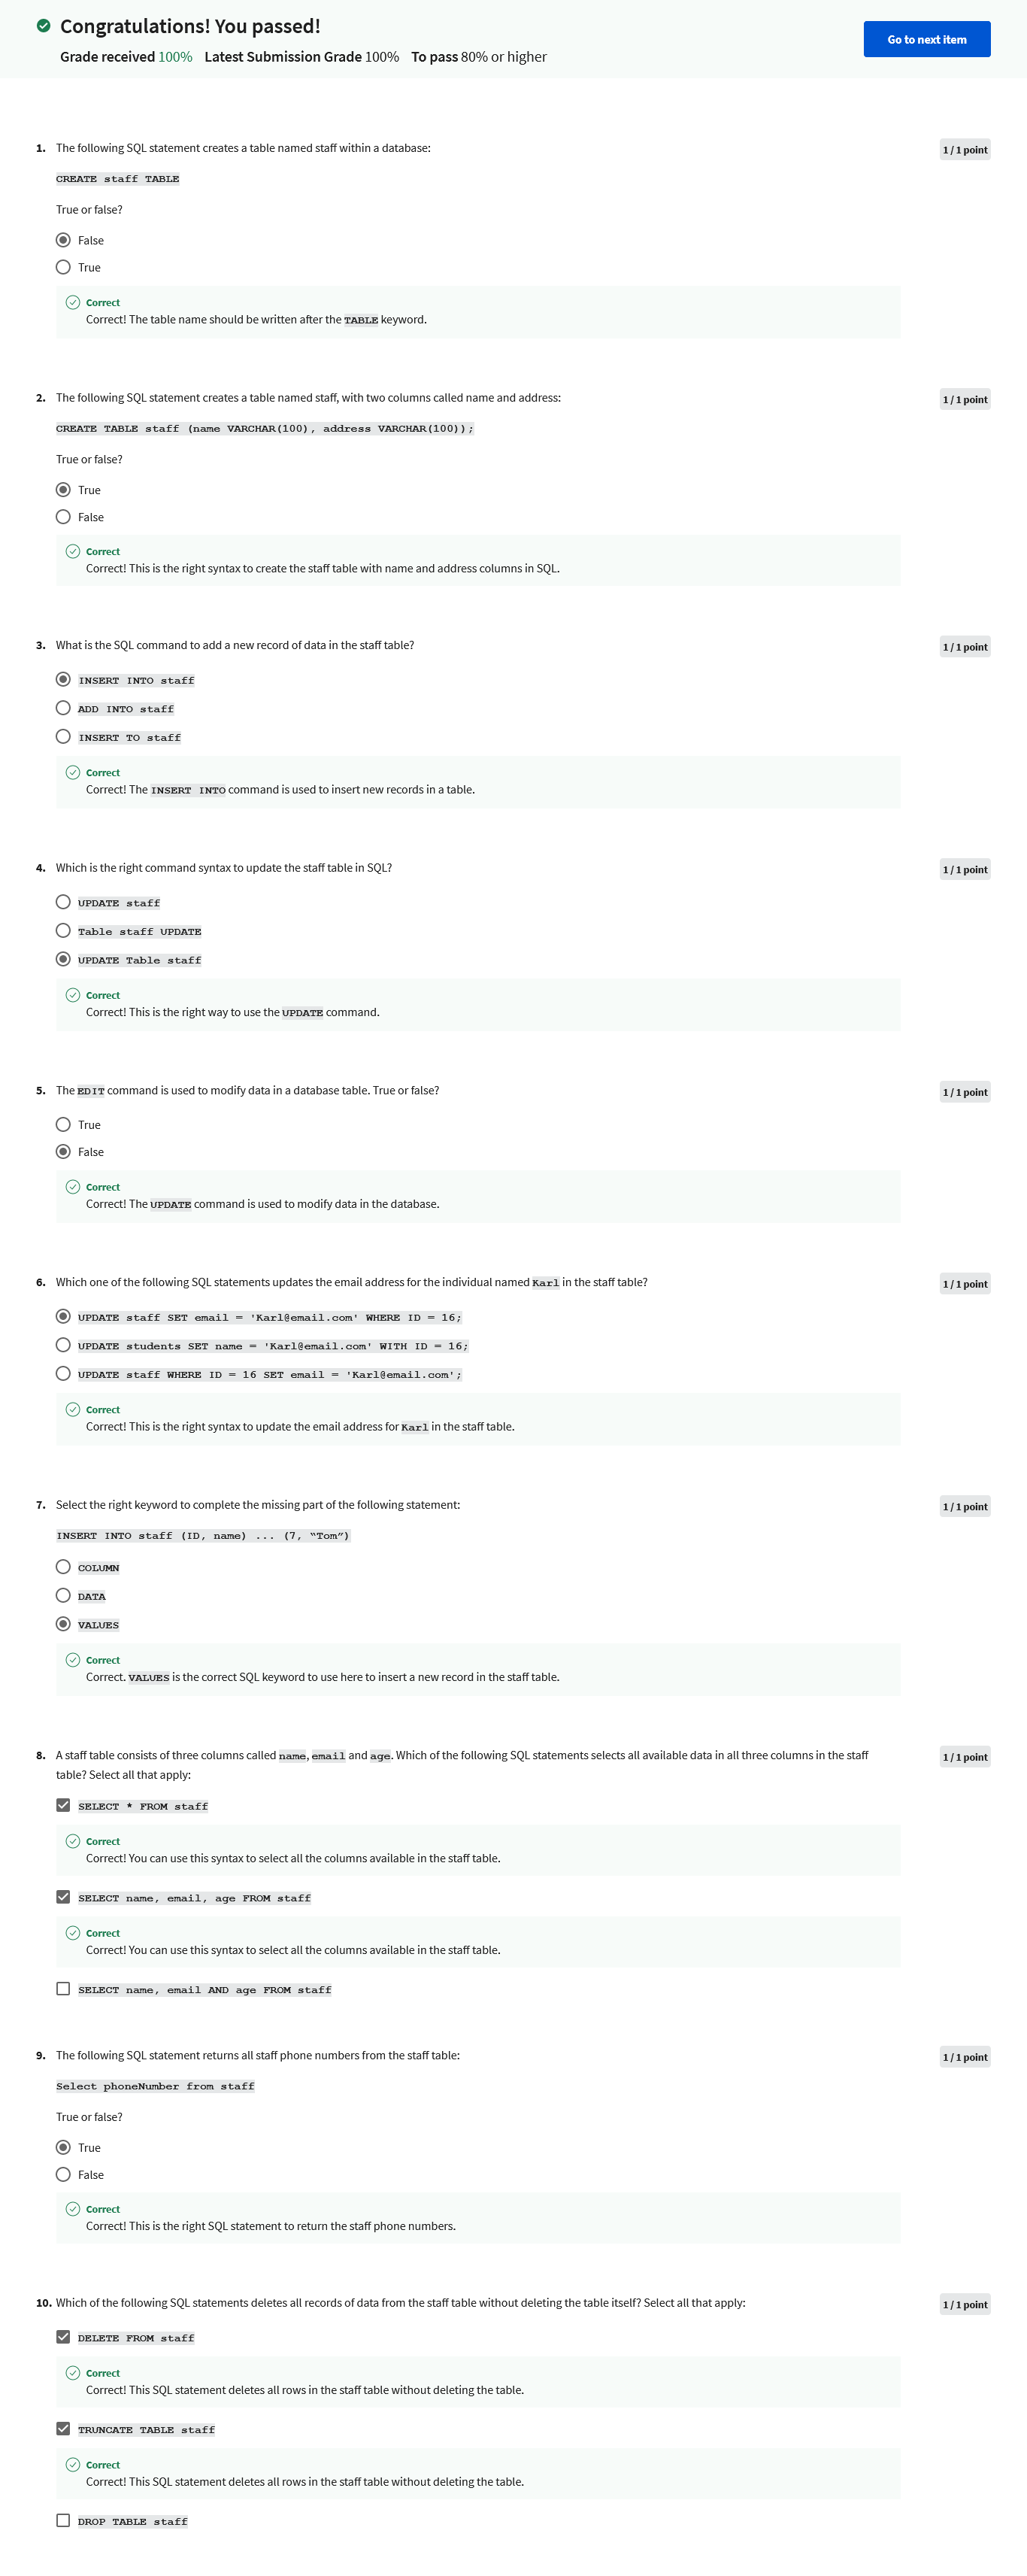 Congratulations! You passed!
Go to next item
Grade received 100% Latest Submission Grade 100% To pass 80% or higher
1. The following SQL statement creates a table named staff within a database:
1 / 1 point
CREATE staff TABLE
True or false?
False
True
Correct
Correct! The table name should be written after the TABLE keyword.
2. The following SQL statement creates a table named staff, with two columns called name and address:
1 / 1 point
CREATE TABLE staff (name VARCHAR(100), address VARCHAR(100));
True or false?
True
False
Correct
Correct! This is the right syntax to create the staff table with name and address columns in SQL.
3. What is the SQL command to add a new record of data in the staff table?
1 / 1 point
INSERT INTO staff
ADD INTO staff
INSERT TO staff
Correct
Correct! The INSERT INTO command is used to insert new records in a table.
4. Which is the right command syntax to update the staff table in SQL?
1 / 1 point
UPDATE staff
Table staff UPDATE
UPDATE Table staff
Correct
Correct! This is the right way to use the UPDATE command.
5. The EDIT command is used to modify data in a database table. True or false?
1 / 1 point
True
False
Correct
Correct! The UPDATE command is used to modify data in the database.
6. Which one of the following SQL statements updates the email address for the individual named Karl in the staff table?
1 / 1 point
UPDATE staff SET email = 'Karl@email.com' WHERE ID = 16;
UPDATE students SET name = 'Karl@email.com' WITH ID = 16;
UPDATE staff WHERE ID = 16 SET email = 'Karl@email.com';
Correct
Correct! This is the right syntax to update the email address for Karl in the staff table.
7. Select the right keyword to complete the missing part of the following statement:
1 / 1 point
INSERT INTO staff (ID, name) ... (7, “Tom”)
COLUMN
DATA
VALUES
Correct
Correct. VALUES is the correct SQL keyword to use here to insert a new record in the staff table.
8. A staff table consists of three columns called name, email and age. Which of the following SQL statements selects all available data in all three columns in the staff
table? Select all that apply:
1 / 1 point
SELECT * FROM staff
Correct
Correct! You can use this syntax to select all the columns available in the staff table.
SELECT name, email, age FROM staff
Correct
Correct! You can use this syntax to select all the columns available in the staff table.
SELECT name, email AND age FROM staff
9. The following SQL statement returns all staff phone numbers from the staff table:
1 / 1 point
Select phoneNumber from staff
True or false?
True
False
Correct
Correct! This is the right SQL statement to return the staff phone numbers.
10. Which of the following SQL statements deletes all records of data from the staff table without deleting the table itself? Select all that apply:
1 / 1 point
DELETE FROM staff
Correct
Correct! This SQL statement deletes all rows in the staff table without deleting the table.
TRUNCATE TABLE staff
Correct
Correct! This SQL statement deletes all rows in the staff table without deleting the table.
DROP TABLE staff